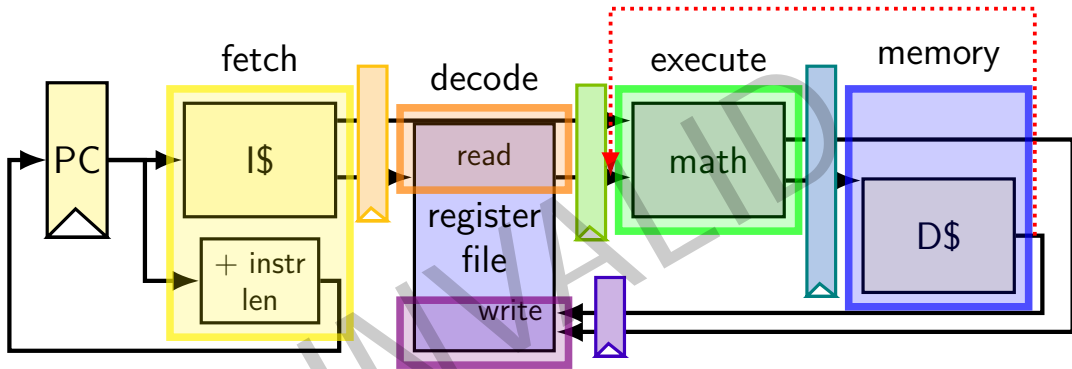 fetch
decode
execute
memory
PC
I$
read
math
register
file
D$
+ instr
len
write
INVALID